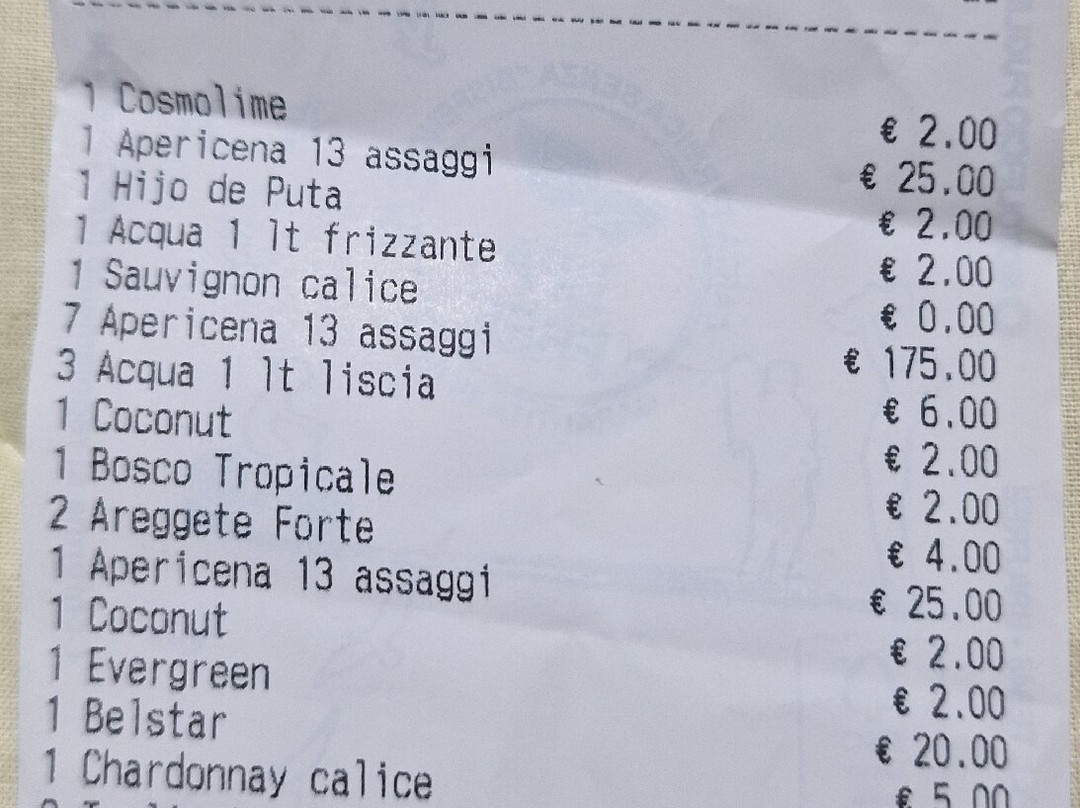 1 Cosmolime € 2.00
1 Apericena 13 assaggi € 25.00
1 Hijo de Puta € 2.00
1 Acqua 1 lt frizzante € 2.00
1 Sauvignon calice € 0.00
7 Apericena 13 assaggi € 175.00
3 Acqua 1 lt liscia € 6.00
1 Coconut € 2.00
1 Bosco Tropicale € 2.00
2 Areggete Forte € 4.00
1 Apericena 13 assaggi € 25.00
1 Coconut € 2.00
1 Evergreen € 2.00
1 Belstar € 20.00
1 Chardonnay calice € 5.00